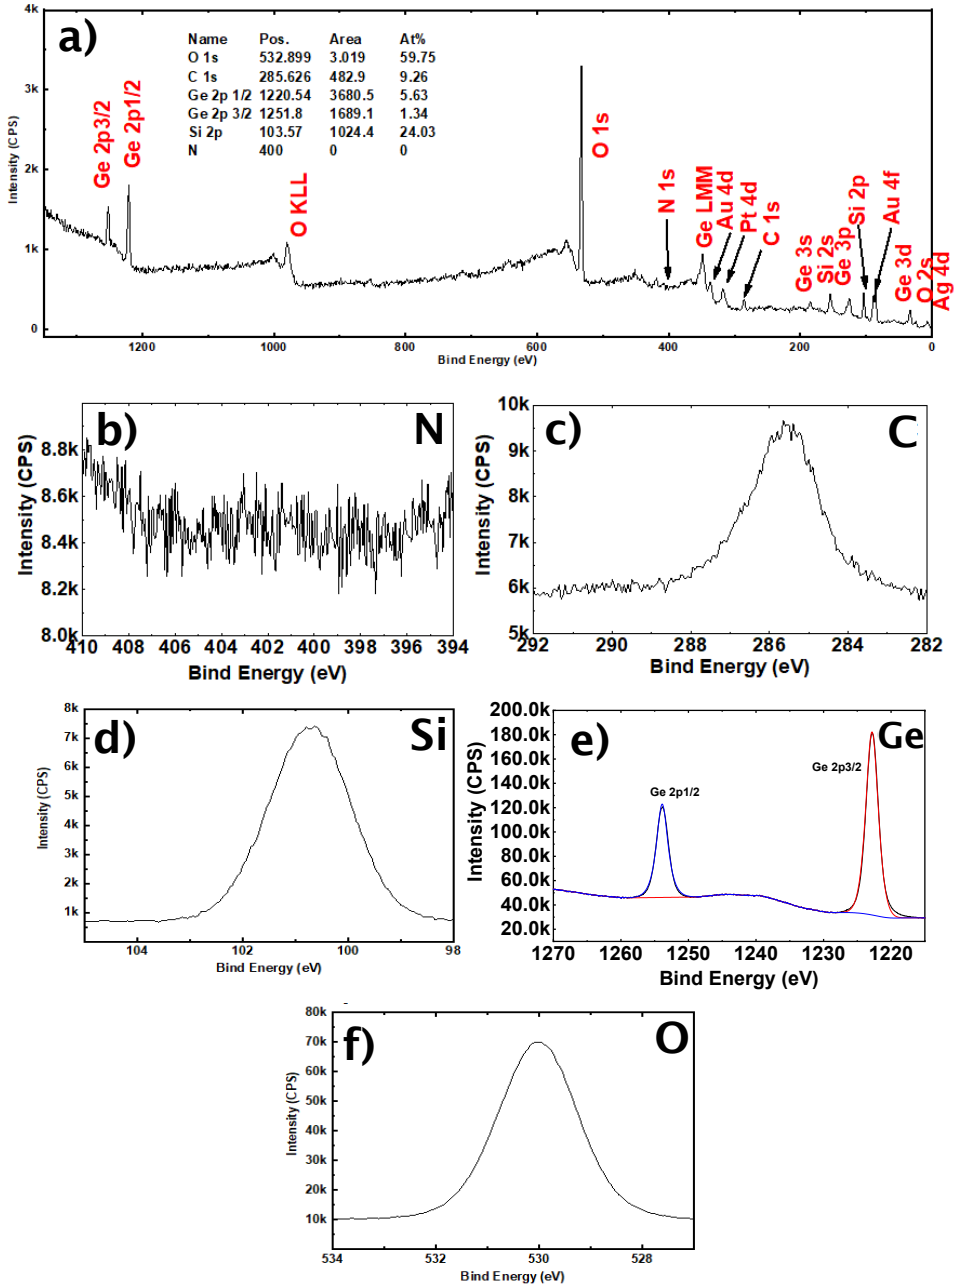 a)
4k
3k
2k
1k
0
Intensity (CPS)
Name Pos. Area At%
O 1s 532.899 3.019 59.75
C 1s 285.626 482.9 9.26
Ge 2p 1/2 1220.54 3680.5 5.63
Ge 2p 3/2 1251.8 1689.1 1.34
Si 2p 103.57 1024.4 24.03
N 400 0 0
Ge 2p3/2
Ge 2p1/2
O KLL
O 1s
N 1s
Ge LMM
Au 4d
Pt 4d
C 1s
Ge 3s
Si 2s
Ge 3p
Si 2p
Au 4f
Ge 3d
O 2s
Ag 4d
1200 1000 800 600 400 200 0
Bind Energy (eV)
b) N
8.8k
8.6k
8.4k
8.2k
8.0k
Intensity (CPS)
410 408 406 404 402 400 398 396 394
Bind Energy (eV)
c) C
10k
9k
8k
7k
6k
5k
Intensity (CPS)
292 290 288 286 284 282
Bind Energy (eV)
d) Si
8k
7k
6k
5k
4k
3k
2k
1k
Intensity (CPS)
104 102 100 98
Bind Energy (eV)
e) Ge
200.0k
180.0k
160.0k
140.0k
120.0k
100.0k
80.0k
60.0k
40.0k
20.0k
Intensity (CPS)
Ge 2p1/2
Ge 2p3/2
1270 1260 1250 1240 1230 1220
Bind Energy (eV)
f) O
80k
70k
60k
50k
40k
30k
20k
10k
Intensity (CPS)
534 532 530 528
Bind Energy (eV)